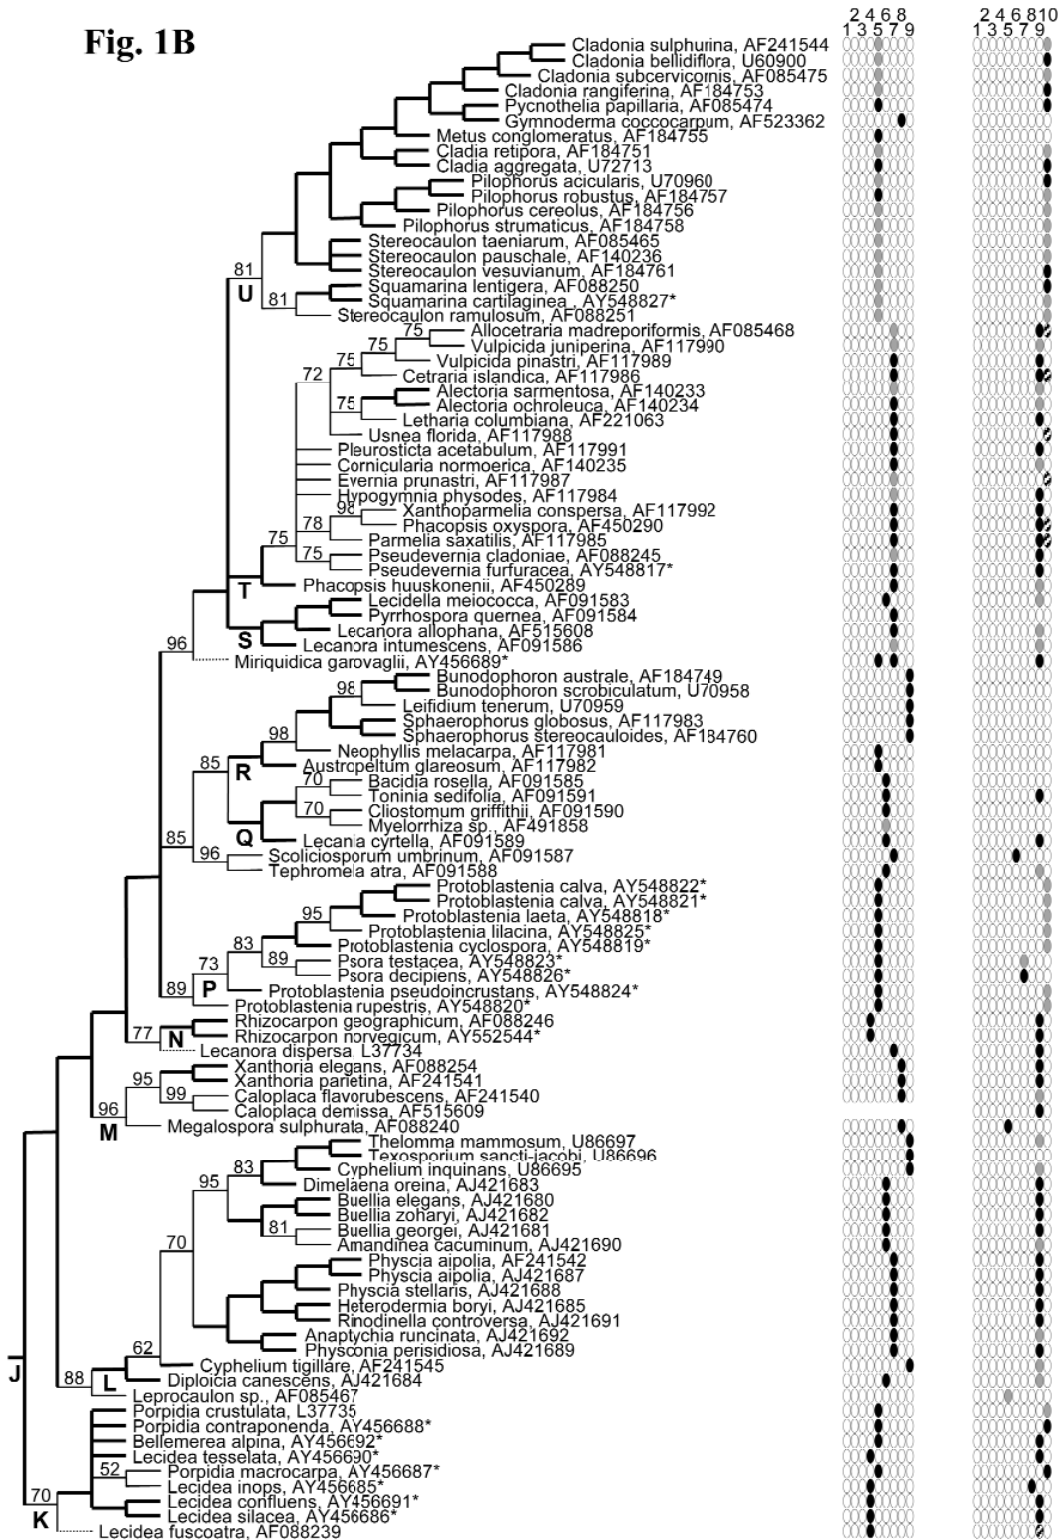 Fig. 1B
2 4 6 8
1 3 5 7 9
2 4 6 8 10
1 3 5 7 9
Cladonia sulphurina, AF241544
Cladonia bellidiflora, U60900
Cladonia subcervicornis, AF085475
Cladonia rangiferina, AF184753
Pycnothelia papillaria, AF085474
Gymnoderma coccocarpum, AF523362
Metus conglomeratus, AF184755
Cladia retipora, AF184751
Cladia aggregata, U72713
Pilophorus acicularis, U70960
Pilophorus robustus, AF184757
Pilophorus cereolus, AF184756
Pilophorus strumaticus, AF184758
Stereocaulon taeniarum, AF085465
Stereocaulon pauschale, AF140236
81 Stereocaulon vesuvianum, AF184761
U Squamarina lentigera, AF088250
81 Squamarina cartilaginea , AY548827*
Stereocaulon ramulosum, AF088251
75 Allocetraria madreporiformis, AF085468
75 Vulpicida juniperina, AF117990
75 Vulpicida pinastri, AF117989
72 Cetraria islandica, AF117986
Alectoria sarmentosa, AF140233
75 Alectoria ochroleuca, AF140234
Letharia columbiana, AF221063
Usnea florida, AF117988
Pleurosticta acetabulum, AF117991
Cornicularia normoerica, AF140235
Evernia prunastri, AF117987
Hypogymnia physodes, AF117984
98 Xanthoparmelia conspersa, AF117992
78 Phacopsis oxyspora, AF450290
75 Parmelia saxatilis, AF117985
75 Pseudevernia cladoniae, AF088245
Pseudevernia furfuracea, AY548817*
T Phacopsis huuskonenii, AF450289
Lecidella meiococca, AF091583
Pyrrhospora quernea, AF091584
S Lecanora allophana, AF515608
96 Lecanora intumescens, AF091586
Miriquidica garovaglii, AY456689*
Bunodophoron australe, AF184749
98 Bunodophoron scrobiculatum, U70958
Leifidium tenerum, U70959
Sphaerophorus globosus, AF117983
98 Sphaerophorus stereocauloides, AF184760
Neophyllis melacarpa, AF117981
85 R Austropeltum glareosum, AF117982
70 Bacidia rosella, AF091585
Toninia sedifolia, AF091591
70 Cliostomum griffithii, AF091590
Myelorrhiza sp., AF491858
85 Q Lecania cyrtella, AF091589
96 Scoliciosporum umbrinum, AF091587
Tephromela atra, AF091588
Protoblastenia calva, AY548822*
Protoblastenia calva, AY548821*
95 Protoblastenia laeta, AY548818*
Protoblastenia lilacina, AY548825*
83 Protoblastenia cyclospora, AY548819*
89 Psora testacea, AY548823*
73 Psora decipiens, AY548826*
89 P Protoblastenia pseudoincrustans, AY548824*
Protoblastenia rupestris, AY548820*
Rhizocarpon geographicum, AF088246
77 N Rhizocarpon norvegicum, AY552544*
Lecanora dispersa L37734
Xanthoria elegans, AF088254
95 Xanthoria parietina, AF241541
99 Caloplaca flavorubescens, AF241540
96 Caloplaca demissa, AF515609
M Megalospora sulphurata, AF088240
Thelomma mammosum, U86697
Texosporium sancti-jacobi, U86696
83 Cyphelium inquinans, U86695
95 Dimelaena oreina, AJ421683
Buellia elegans, AJ421680
Buellia zoharyi, AJ421682
81 Buellia georgei, AJ421681
70 Amandinea cacuminum, AJ421690
Physcia aipolia, AF241542
Physcia aipolia, AJ421687
Physcia stellaris, AJ421688
Heterodermia boryi, AJ421685
Rinodinella controversa, AJ421691
Anaptychia runcinata, AJ421692
62 Physconia perisidiosa, AJ421689
J Cyphelium tigillare, AF241545
88 L Diploicia canescens, AJ421684
Leprocaulon sp., AF085467
Porpidia crustulata, L37735
Porpidia contraponenda, AY456688*
Bellemerea alpina, AY456692*
Lecidea tesselata, AY456690*
52 Porpidia macrocarpa, AY456687*
Lecidea inops, AY456685*
70 Lecidea confluens, AY456691*
K Lecidea silacea, AY456686*
Lecidea fuscoatra, AF088239